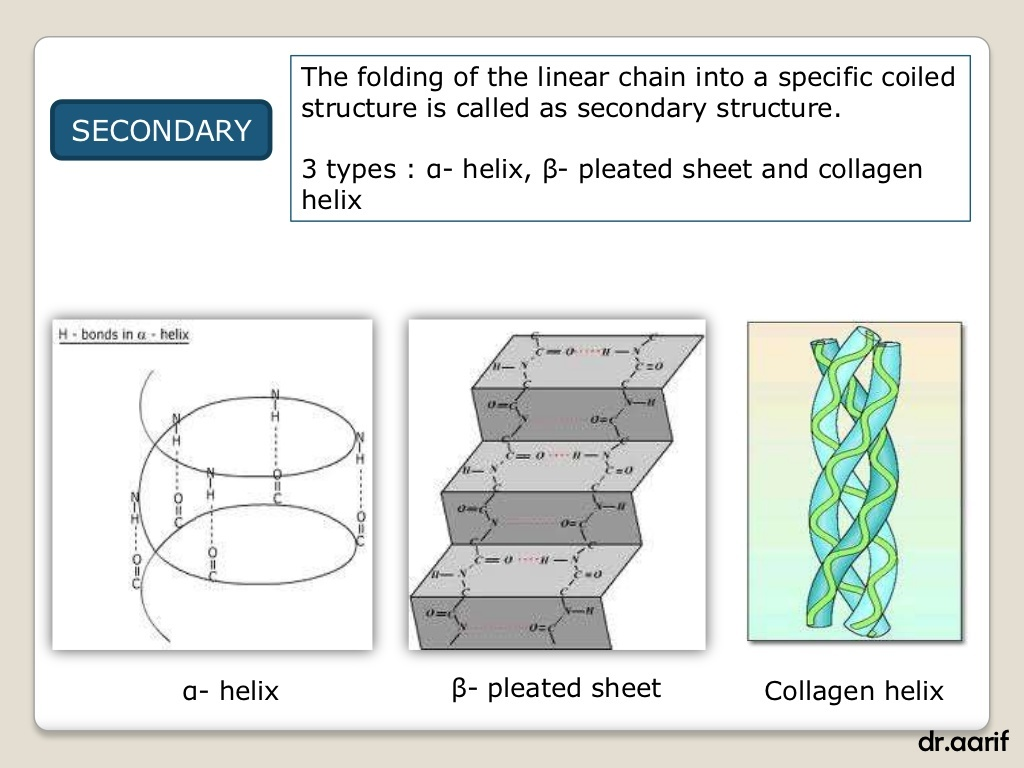 The folding of the linear chain into a specific coiled
structure is called as secondary structure.
SECONDARY
3 types : α- helix, β- pleated sheet and collagen
helix
H - bonds in α - helix
N
H
N
H
N
H
N
H
N
H
O
C
O
C
O
C
O
C
O
C
C C
C=O·····H—N
H—N C=O
C C
O=C N—H
N O=C
C C
C=O····H—N
H—N C=O
C C
O=C N—H
N O=C
C C
C=O····H—N
H—N C=O
C C
O=C N—H
N O=C
α- helix
β- pleated sheet
Collagen helix
dr.aarif